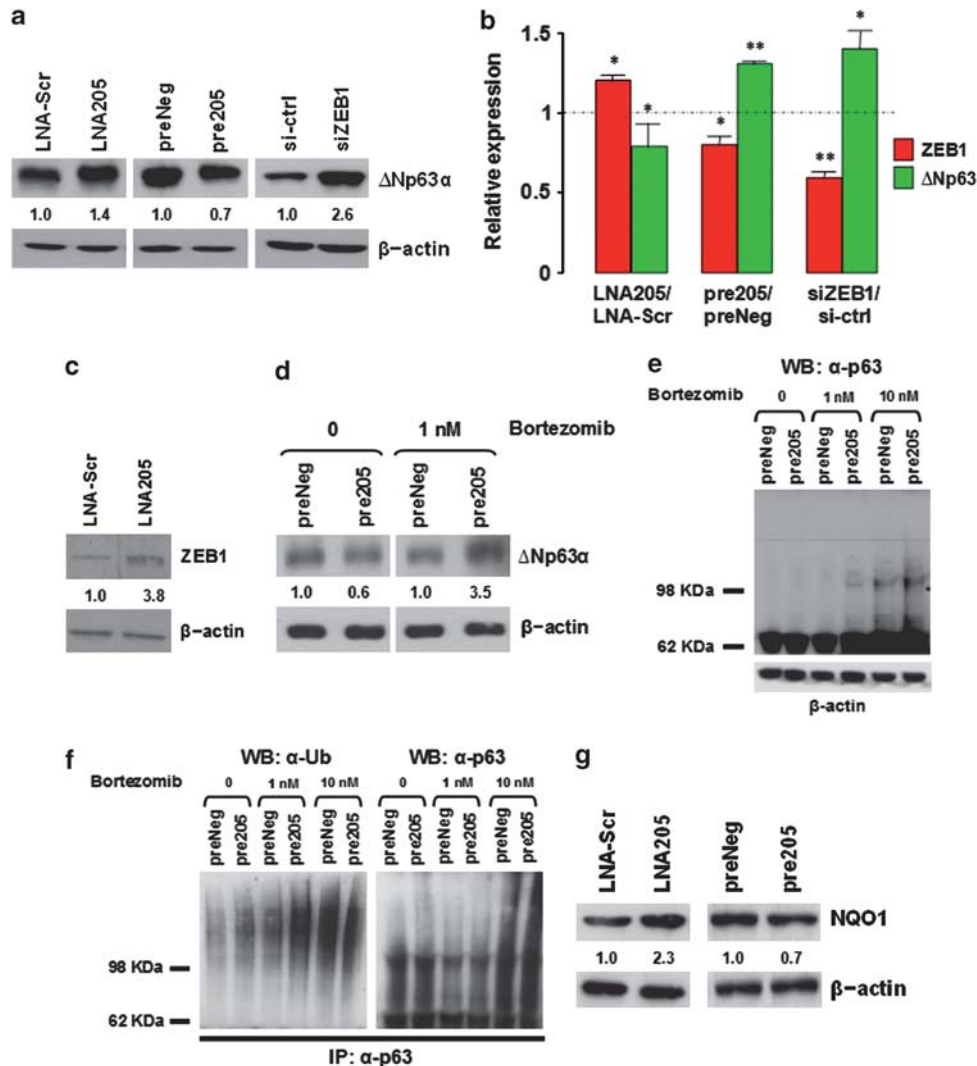 a
LNA-Scr LNA205 preNeg pre205 si-ctrl siZEB1
ΔNp63α
1.0 1.4 1.0 0.7 1.0 2.6
β-actin
b
Relative expression
1.5
1
0.5
0
* * * ** ** *
ZEB1
ΔNp63
LNA205/ pre205/ siZEB1/
LNA-Scr preNeg si-ctrl
c
LNA-Scr LNA205
ZEB1
1.0 3.8
β-actin
d
0 1 nM Bortezomib
preNeg pre205 preNeg pre205
ΔNp63α
1.0 0.6 1.0 3.5
β-actin
e
WB: α-p63
Bortezomib 0 1 nM 10 nM
preNeg pre205 preNeg pre205 preNeg pre205
98 KDa
62 KDa
β-actin
f
WB: α-Ub WB: α-p63
Bortezomib 0 1 nM 10 nM 0 1 nM 10 nM
preNeg pre205 preNeg pre205 preNeg pre205 preNeg pre205 preNeg pre205 preNeg pre205
98 KDa
62 KDa
IP: α-p63
g
LNA-Scr LNA205 preNeg pre205
NQO1
1.0 2.3 1.0 0.7
β-actin